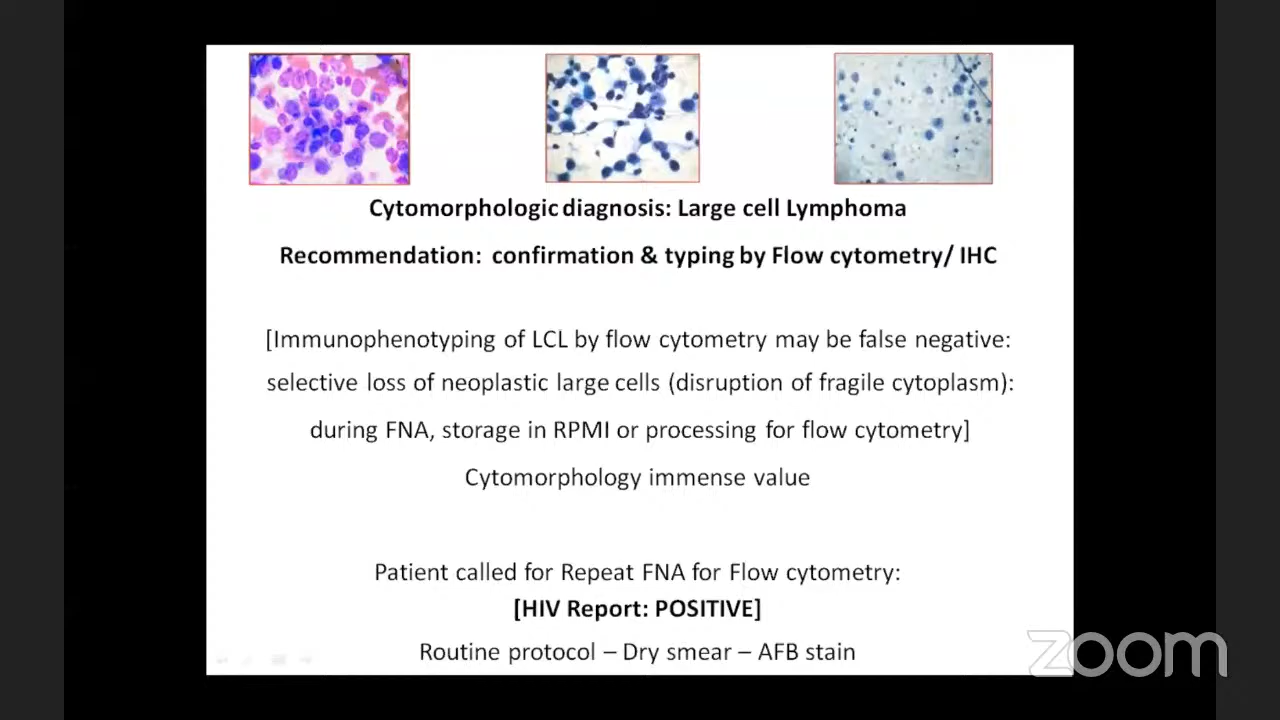 Cytomorphologic diagnosis: Large cell Lymphoma
Recommendation: confirmation & typing by Flow cytometry/ IHC
[Immunophenotyping of LCL by flow cytometry may be false negative:
selective loss of neoplastic large cells (disruption of fragile cytoplasm):
during FNA, storage in RPMI or processing for flow cytometry]
Cytomorphology immense value
Patient called for Repeat FNA for Flow cytometry:
[HIV Report: POSITIVE]
Routine protocol – Dry smear – AFB stain
zoom